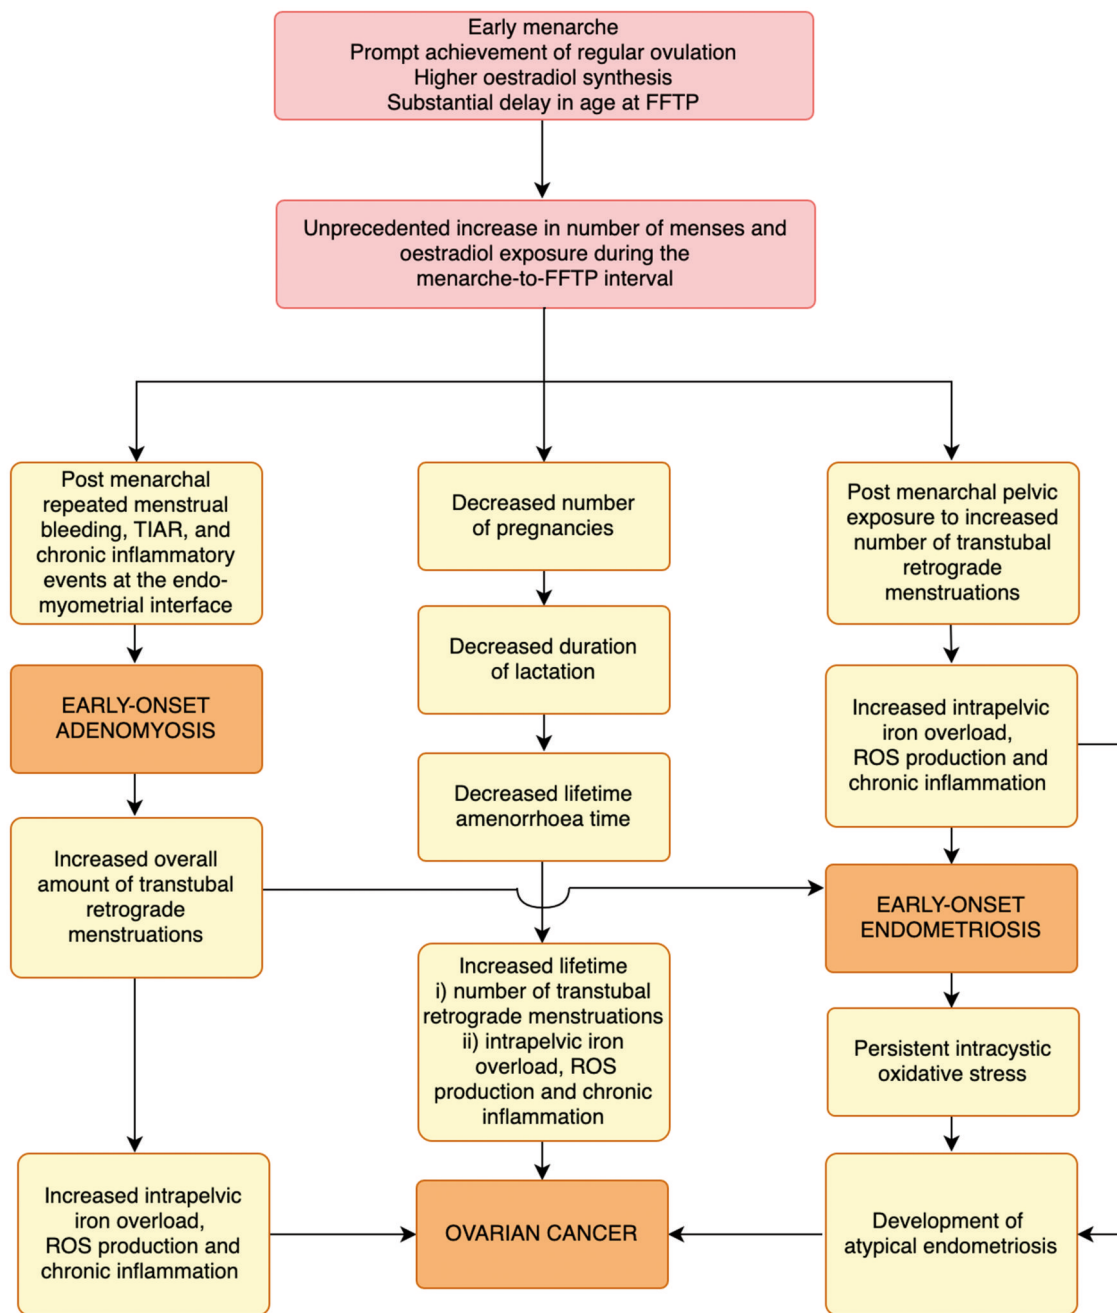 Early menarche
Prompt achievement of regular ovulation
Higher oestradiol synthesis
Substantial delay in age at FFTP
Unprecedented increase in number of menses and
oestradiol exposure during the
menarche-to-FFTP interval
Post menarchal
repeated menstrual
bleeding, TIAR, and
chronic inflammatory
events at the endo-
myometrial interface
EARLY-ONSET
ADENOMYOSIS
Increased overall
amount of transtubal
retrograde
menstruations
Increased intrapelvic
iron overload,
ROS production and
chronic inflammation
Decreased number
of pregnancies
Decreased duration
of lactation
Decreased lifetime
amenorrhoea time
Increased lifetime
i) number of transtubal
retrograde menstruations
ii) intrapelvic iron
overload, ROS
production and chronic
inflammation
OVARIAN CANCER
Post menarchal pelvic
exposure to increased
number of transtubal
retrograde
menstruations
Increased intrapelvic
iron overload,
ROS production and
chronic inflammation
EARLY-ONSET
ENDOMETRIOSIS
Persistent intracystic
oxidative stress
Development of
atypical endometriosis